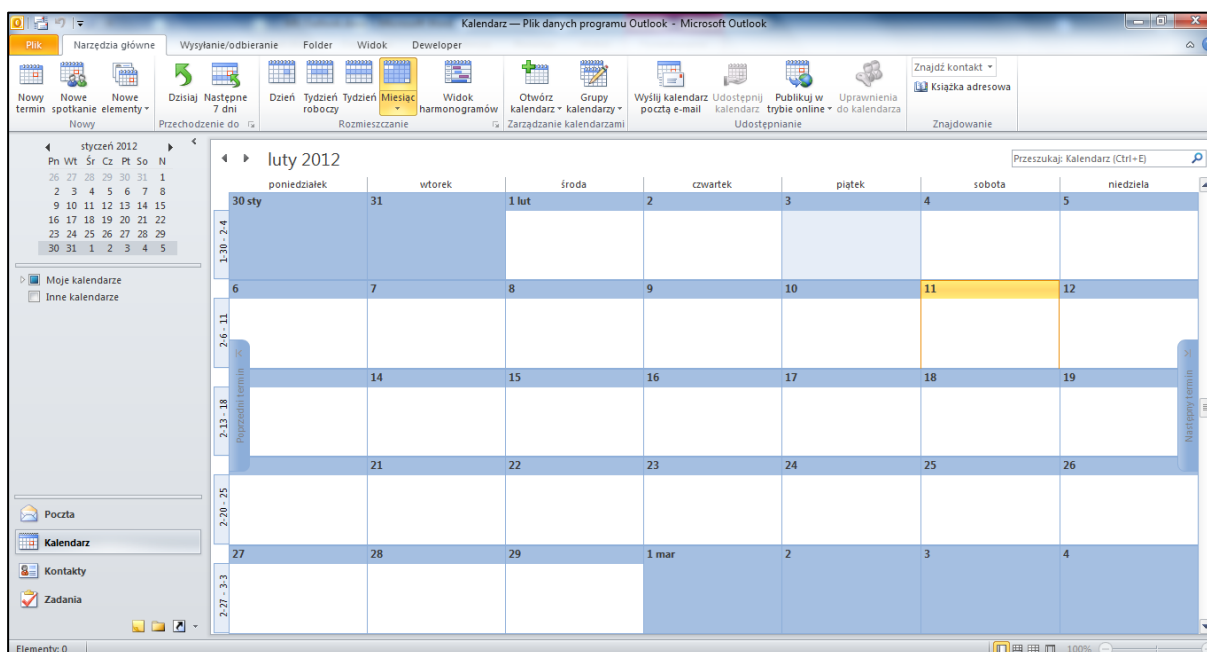 Kalendarz — Plik danych programu Outlook - Microsoft Outlook
Plik Narzędzia główne Wysyłanie/odbieranie Folder Widok Deweloper
Nowy termin
Nowe spotkanie
Nowe elementy
Nowy
Dzisiaj
Następne 7 dni
Przechodzenie do
Dzień
Tydzień roboczy
Tydzień
Miesiąc
Widok harmonogramów
Rozmieszczanie
Otwórz kalendarz
Grupy kalendarzy
Zarządzanie kalendarzami
Wyślij kalendarz pocztą e-mail
Udostępnij kalendarz
Publikuj w trybie online
Uprawnienia do kalendarza
Udostępnianie
Znajdź kontakt
Książka adresowa
Znajdowanie
styczeń 2012
Pn Wt Śr Cz Pt So N
26 27 28 29 30 31 1
2 3 4 5 6 7 8
9 10 11 12 13 14 15
16 17 18 19 20 21 22
23 24 25 26 27 28 29
30 31 1 2 3 4 5
Moje kalendarze
Inne kalendarze
Poczta
Kalendarz
Kontakty
Zadania
luty 2012
Przeszukaj: Kalendarz (Ctrl+E)
poniedziałek wtorek środa czwartek piątek sobota niedziela
1-30 - 2-4
30 sty 31 1 lut 2 3 4 5
2-6 - 11
6 7 8 9 10 11 12
2-13 - 18
14 15 16 17 18 19
2-20 - 25
21 22 23 24 25 26
2-27 - 3-3
27 28 29 1 mar 2 3 4
Poprzedni termin
Następny termin
Elementy: 0
100%